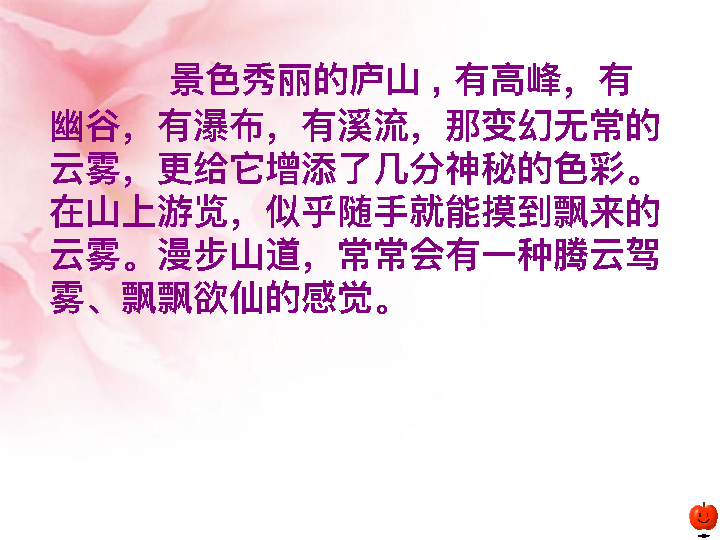 景色秀丽的庐山，有高峰，有
幽谷，有瀑布，有溪流，那变幻无常的
云雾，更给它增添了几分神秘的色彩。
在山上游览，似乎随手就能摸到飘来的
云雾。漫步山道，常常会有一种腾云驾
雾、飘飘欲仙的感觉。